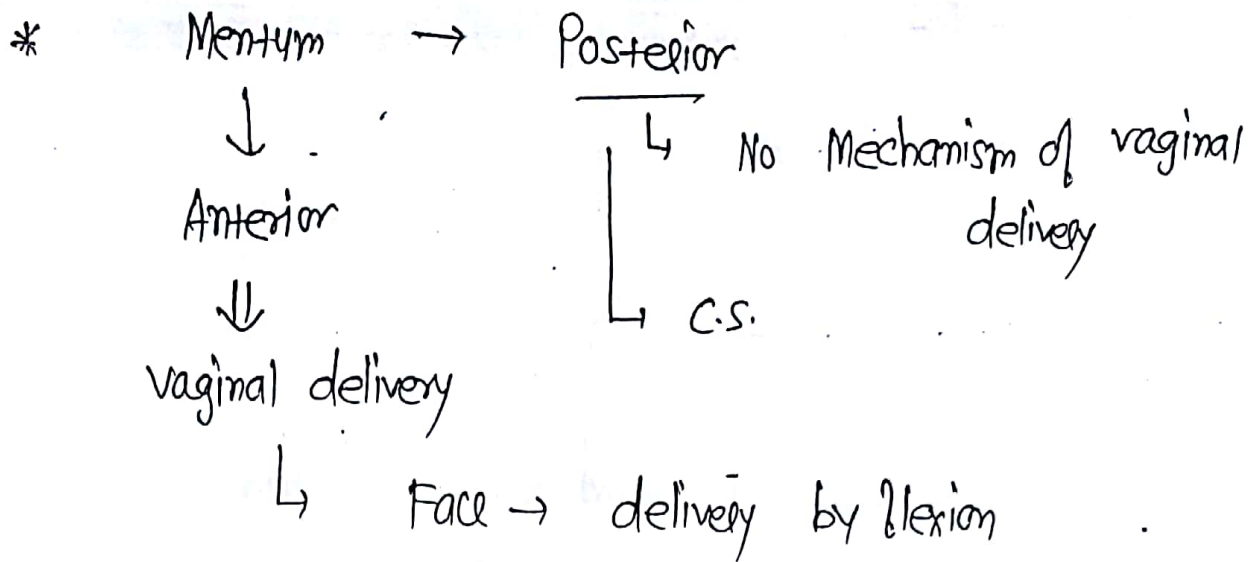 * Mentum → Posterior
↓
↳ No Mechanism of vaginal
delivery
Anterior
⇓
↳ C.S.
vaginal delivery
↳ Face → delivery by flexion